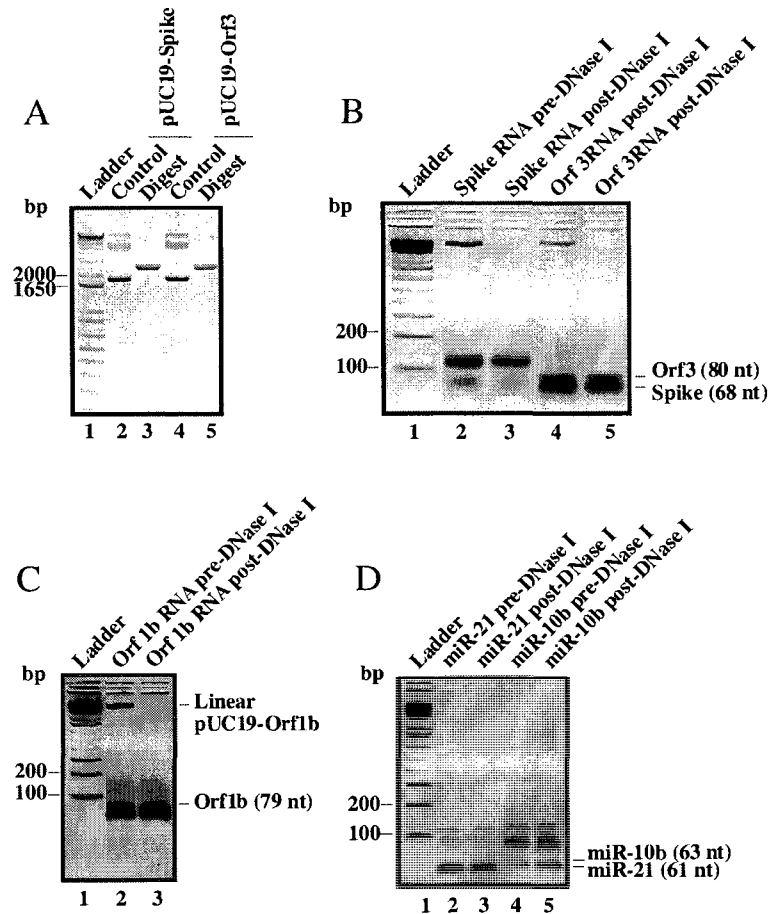 A
pUC19-Spike
pUC19-Orf3
Ladder
Control
Digest
Control
Digest
bp
2000
1650
1 2 3 4 5
B
Ladder
Spike RNA pre-DNase I
Spike RNA post-DNase I
Orf 3RNA post-DNase I
Orf 3RNA post-DNase I
bp
200
100
Orf3 (80 nt)
Spike (68 nt)
1 2 3 4 5
C
Ladder
Orf 1b RNA pre-DNase I
Orf 1b RNA post-DNase I
bp
200
100
Linear
pUC19-Orf1b
Orf1b (79 nt)
1 2 3
D
Ladder
miR-21 pre-DNase I
miR-21 post-DNase I
miR-10b pre-DNase I
miR-10b post-DNase I
bp
200
100
miR-10b (63 nt)
miR-21 (61 nt)
1 2 3 4 5